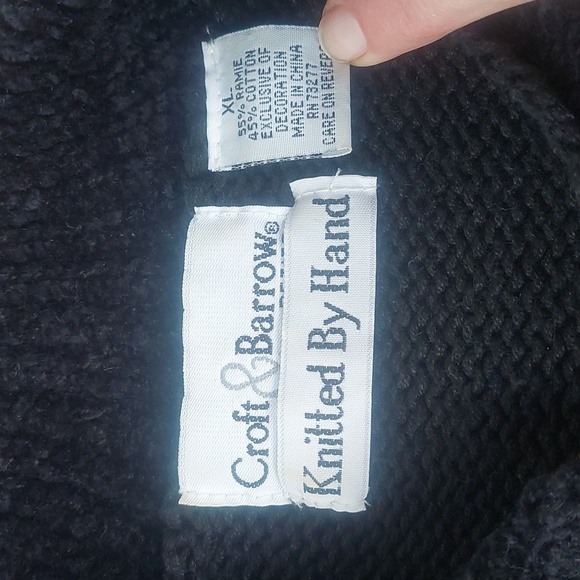 XL
55% RAMIE
45% COTTON
EXCLUSIVE OF
DECORATION
MADE IN CHINA
RN 73277
CARE ON REVE
Croft & Barrow®
Knitted By Hand